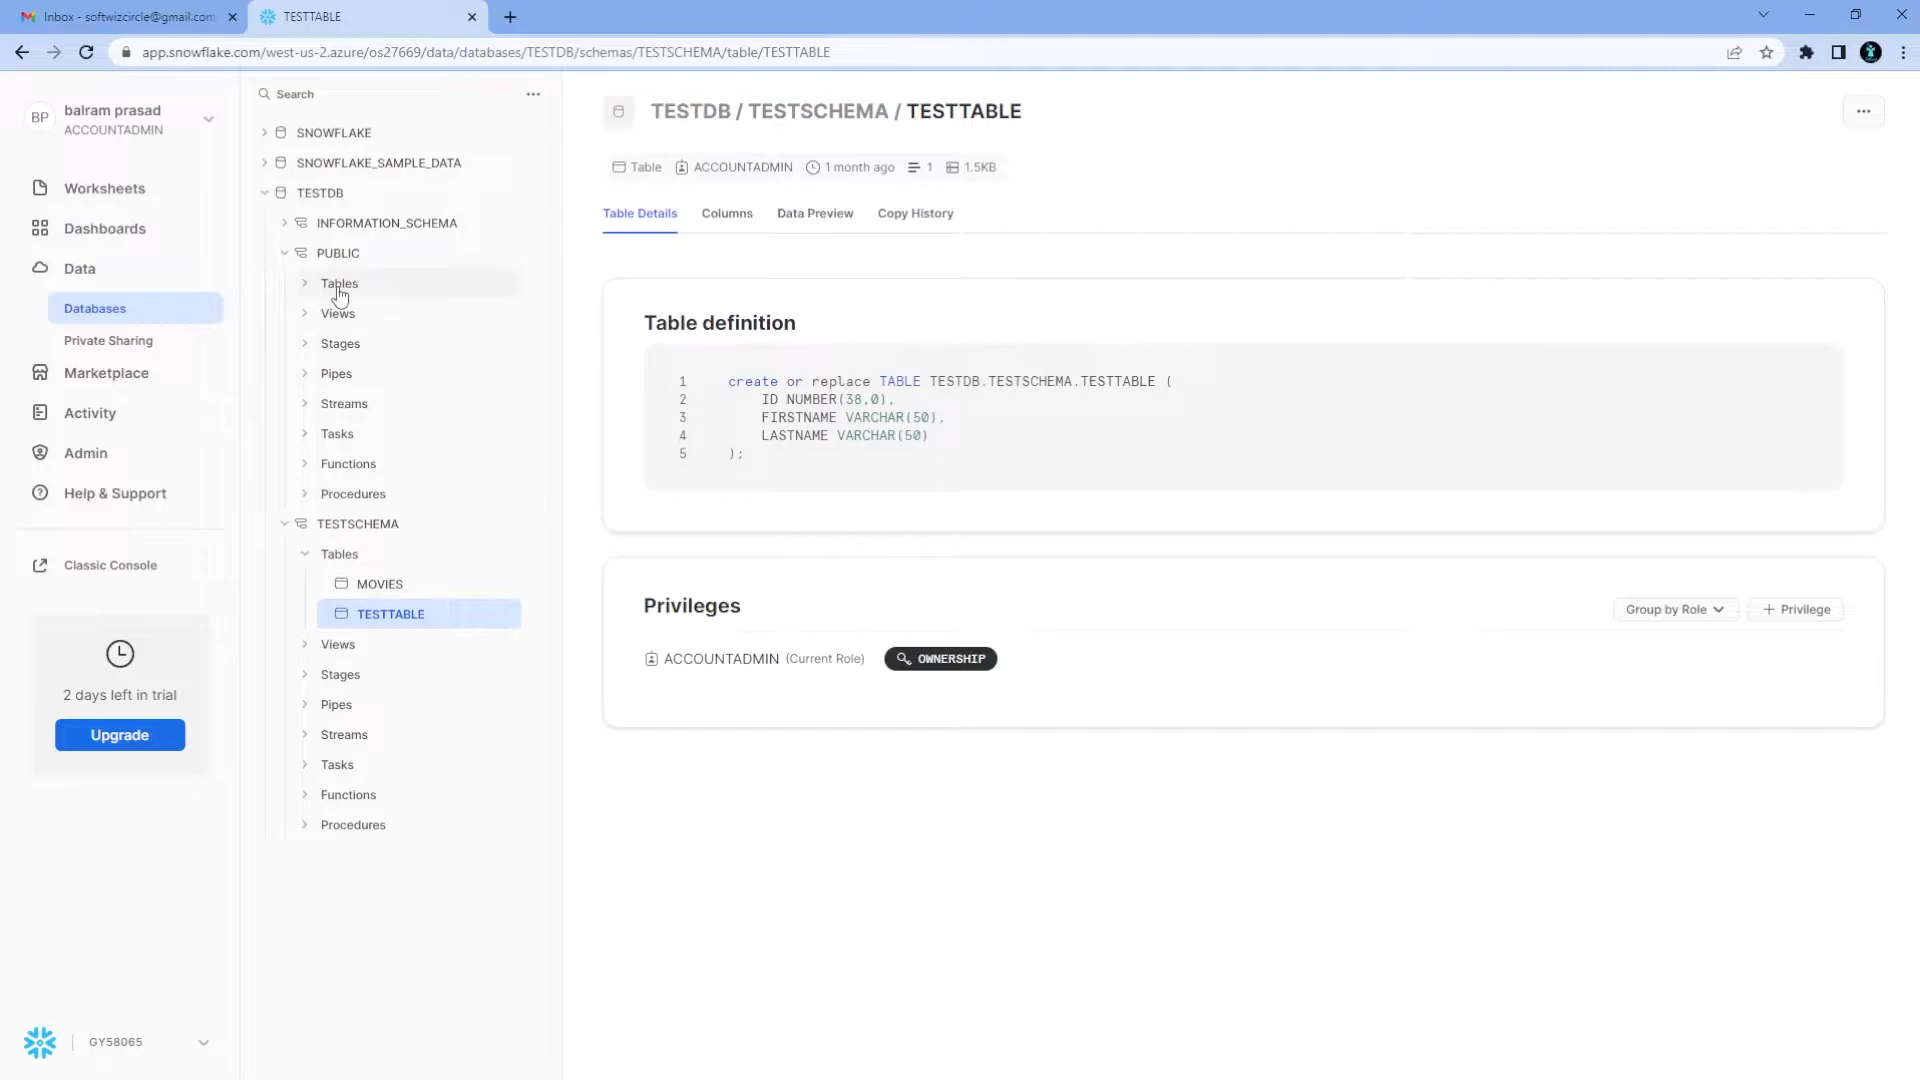 Inbox - softwizcircle@gmail.com
TESTTABLE
app.snowflake.com/west-us-2.azure/os27669/data/databases/TESTDB/schemas/TESTSCHEMA/table/TESTTABLE
BP
balram prasad
ACCOUNTADMIN
Worksheets
Dashboards
Data
Databases
Private Sharing
Marketplace
Activity
Admin
Help & Support
Classic Console
2 days left in trial
Upgrade
GY58065
Search
SNOWFLAKE
SNOWFLAKE_SAMPLE_DATA
TESTDB
INFORMATION_SCHEMA
PUBLIC
Tables
Views
Stages
Pipes
Streams
Tasks
Functions
Procedures
TESTSCHEMA
Tables
MOVIES
TESTTABLE
Views
Stages
Pipes
Streams
Tasks
Functions
Procedures
TESTDB / TESTSCHEMA / TESTTABLE
Table ACCOUNTADMIN 1 month ago 1 1.5KB
Table Details Columns Data Preview Copy History
Table definition
1 create or replace TABLE TESTDB.TESTSCHEMA.TESTTABLE (
2 ID NUMBER(38,0),
3 FIRSTNAME VARCHAR(50),
4 LASTNAME VARCHAR(50)
5 );
Privileges
Group by Role
+ Privilege
ACCOUNTADMIN (Current Role) OWNERSHIP